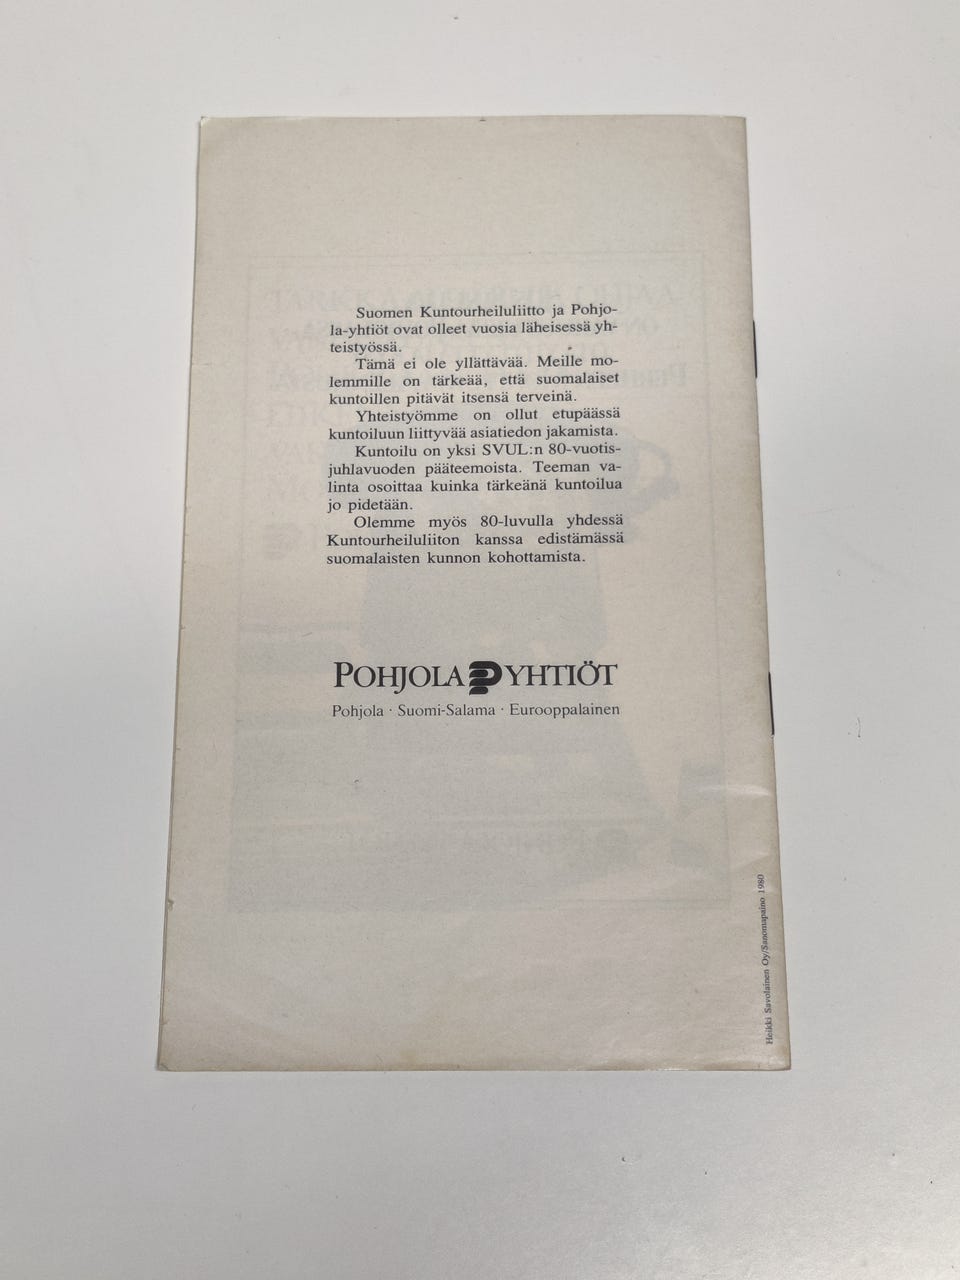 Suomen Kuntourheiluliitto ja Pohjo-
la-yhtiöt ovat olleet vuosia läheisessä yh-
teistyössä.
Tämä ei ole yllättävää. Meille mo-
lemmille on tärkeää, että suomalaiset
kuntoillen pitävät itsensä terveinä.
Yhteistyömme on ollut etupäässä
kuntoiluun liittyvää asiatiedon jakamista.
Kuntoilu on yksi SVUL:n 80-vuotis-
juhlavuoden pääteemoista. Teeman va-
linta osoittaa kuinka tärkeänä kuntoilua
jo pidetään.
Olemme myös 80-luvulla yhdessä
Kuntourheiluliiton kanssa edistämässä
suomalaisten kunnon kohottamista.
POHJOLA YHTIÖT
Pohjola · Suomi-Salama · Eurooppalainen
Heikki Savolainen Oy/Sanomapaino 1980